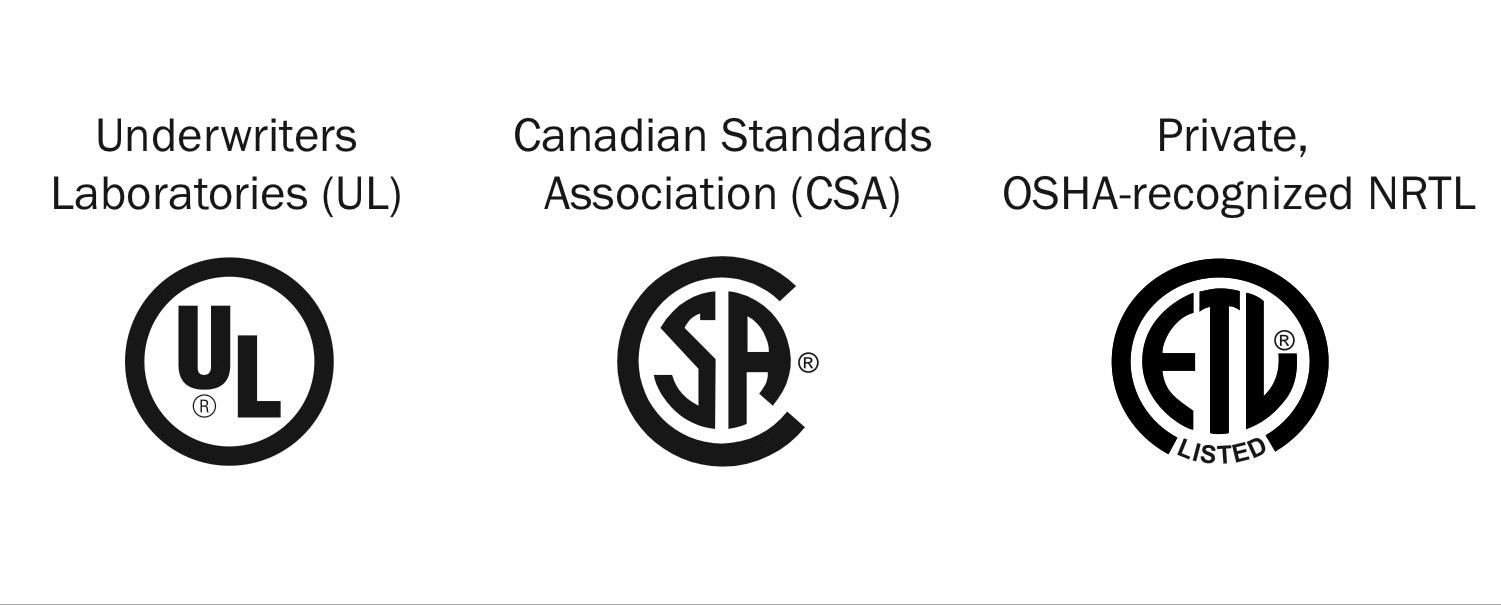 Underwriters
Laboratories (UL)
Canadian Standards
Association (CSA)
Private,
OSHA-recognized NRTL
UL
®
CSA
®
ETL
®
LISTED